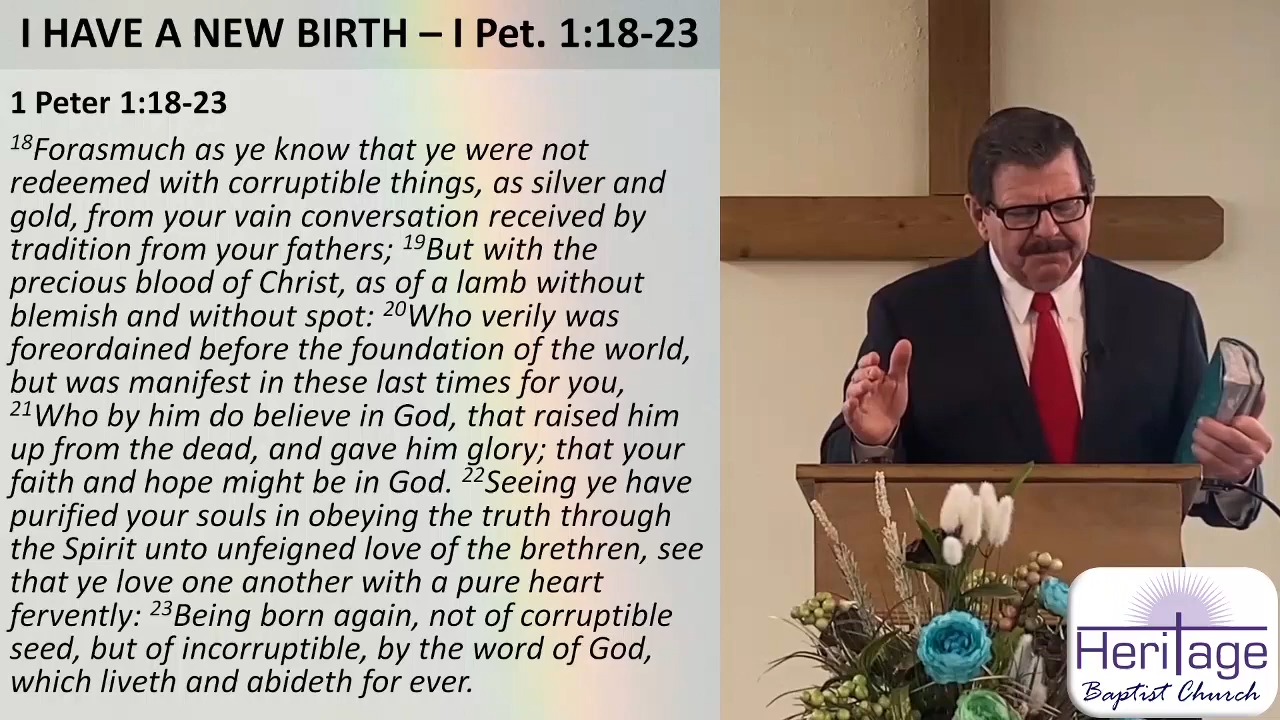 I HAVE A NEW BIRTH – I Pet. 1:18-23
1 Peter 1:18-23
18Forasmuch as ye know that ye were not
redeemed with corruptible things, as silver and
gold, from your vain conversation received by
tradition from your fathers; 19But with the
precious blood of Christ, as of a lamb without
blemish and without spot: 20Who verily was
foreordained before the foundation of the world,
but was manifest in these last times for you,
21Who by him do believe in God, that raised him
up from the dead, and gave him glory; that your
faith and hope might be in God. 22Seeing ye have
purified your souls in obeying the truth through
the Spirit unto unfeigned love of the brethren, see
that ye love one another with a pure heart
fervently: 23Being born again, not of corruptible
seed, but of incorruptible, by the word of God,
which liveth and abideth for ever.
Heritage
Baptist Church